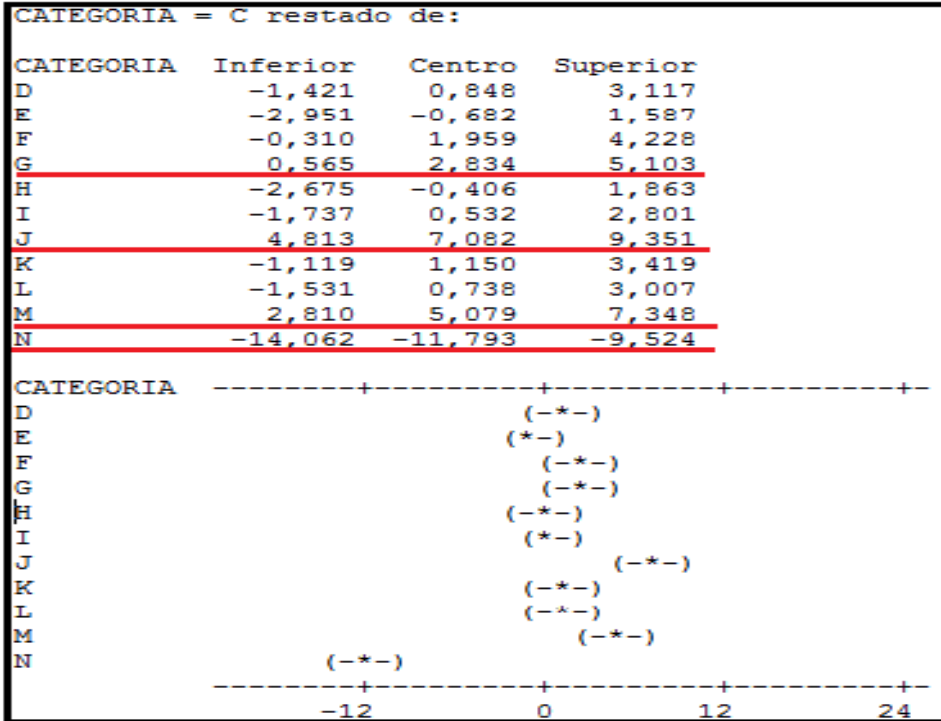 CATEGORIA = C restado de:
CATEGORIA  Inferior   Centro  Superior
D            -1,421    0,848     3,117
E            -2,951   -0,682     1,587
F            -0,310    1,959     4,228
G             0,565    2,834     5,103
H            -2,675   -0,406     1,863
I            -1,737    0,532     2,801
J             4,813    7,082     9,351
K            -1,119    1,150     3,419
L            -1,531    0,738     3,007
M             2,810    5,079     7,348
N           -14,062  -11,793    -9,524
CATEGORIA  --------+---------+---------+---------+-
D                           (-*-)
E                          (*-)
F                            (-*-)
G                            (-*-)
H                          (-*-)
I                           (*-)
J                                (-*-)
K                           (-*-)
L                           (-*-)
M                              (-*-)
N                (-*-)
           --------+---------+---------+---------+-
                 -12         0        12        24